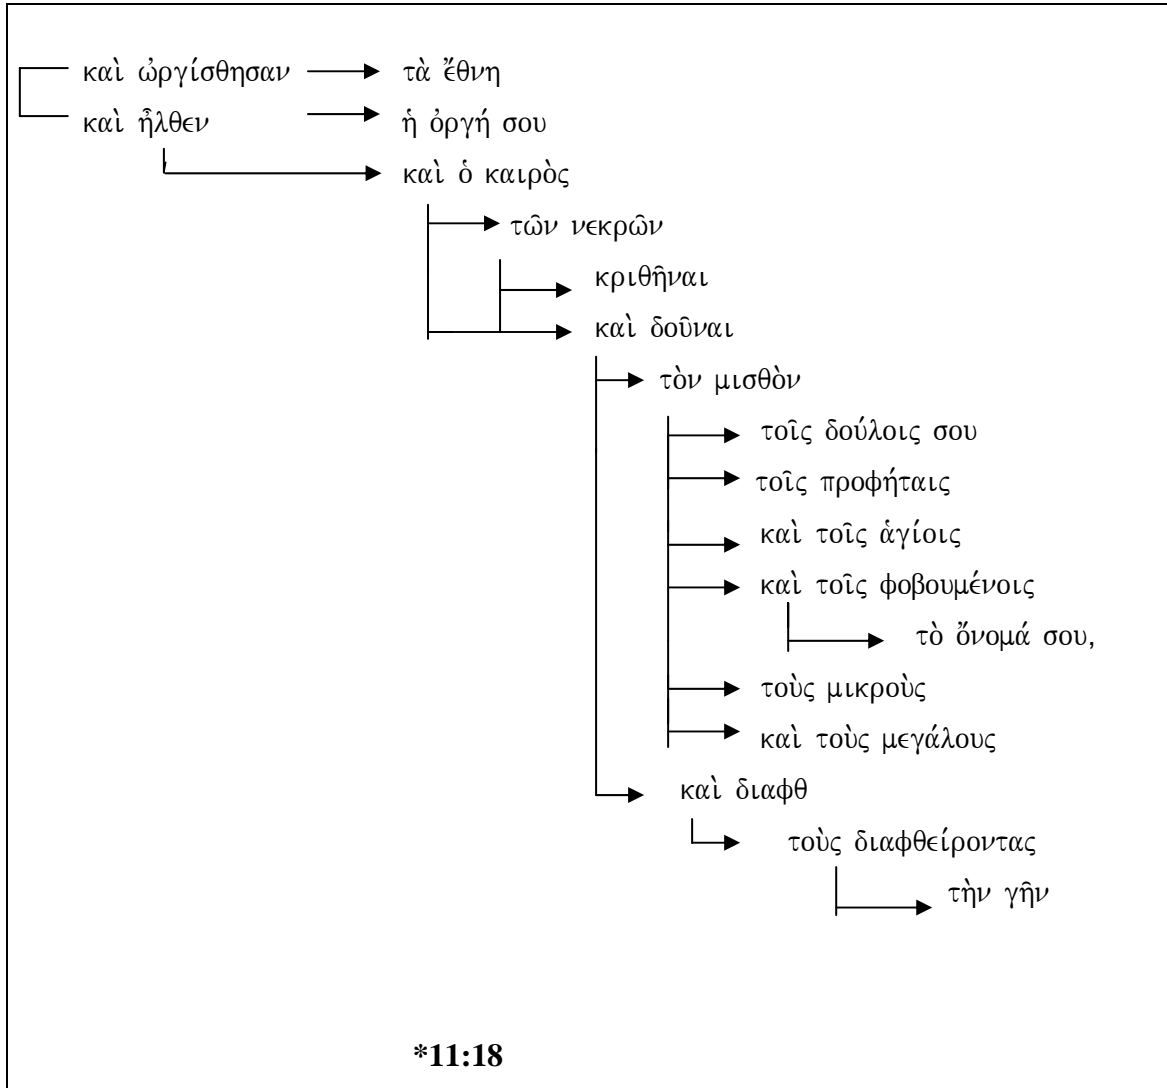 καὶ ὠργίσθησαν τὰ ἔθνη
καὶ ἦλθεν ἡ ὀργή σου
καὶ ὁ καιρὸς
τῶν νεκρῶν
κριθῆναι
καὶ δοῦναι
τὸν μισθὸν
τοῖς δούλοις σου
τοῖς προφήταις
καὶ τοῖς ἁγίοις
καὶ τοῖς φοβουμένοις
τὸ ὄνομά σου,
τοὺς μικροὺς
καὶ τοὺς μεγάλους
καὶ διαφθ
τοὺς διαφθείροντας
τὴν γῆν
*11:18